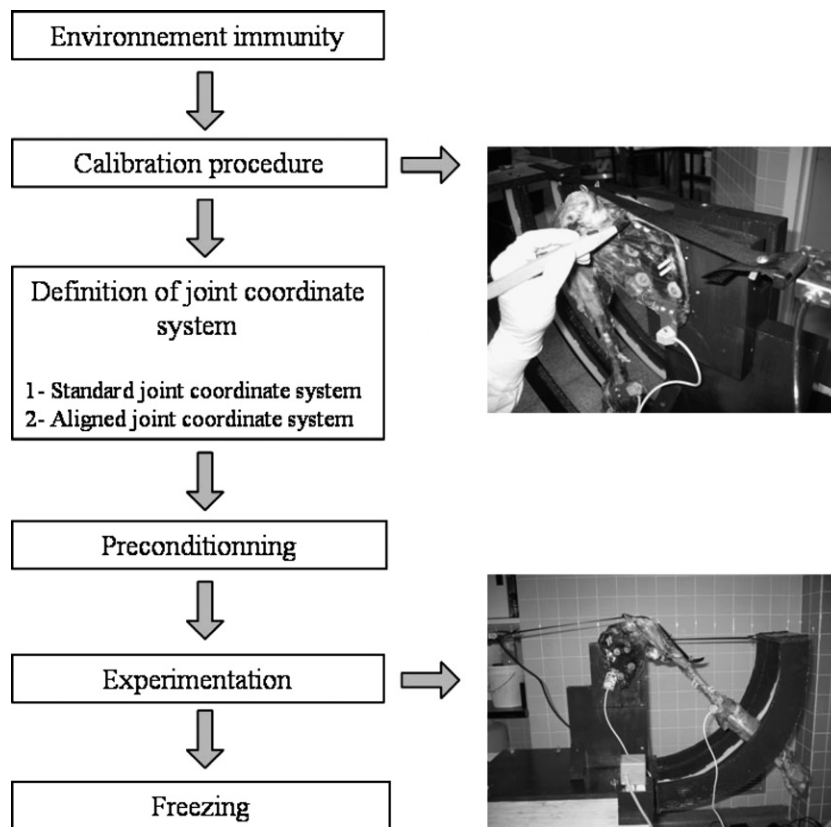 Environnement immunity
Calibration procedure
Definition of joint coordinate
system
1- Standard joint coordinate system
2- Aligned joint coordinate system
Preconditionning
Experimentation
Freezing